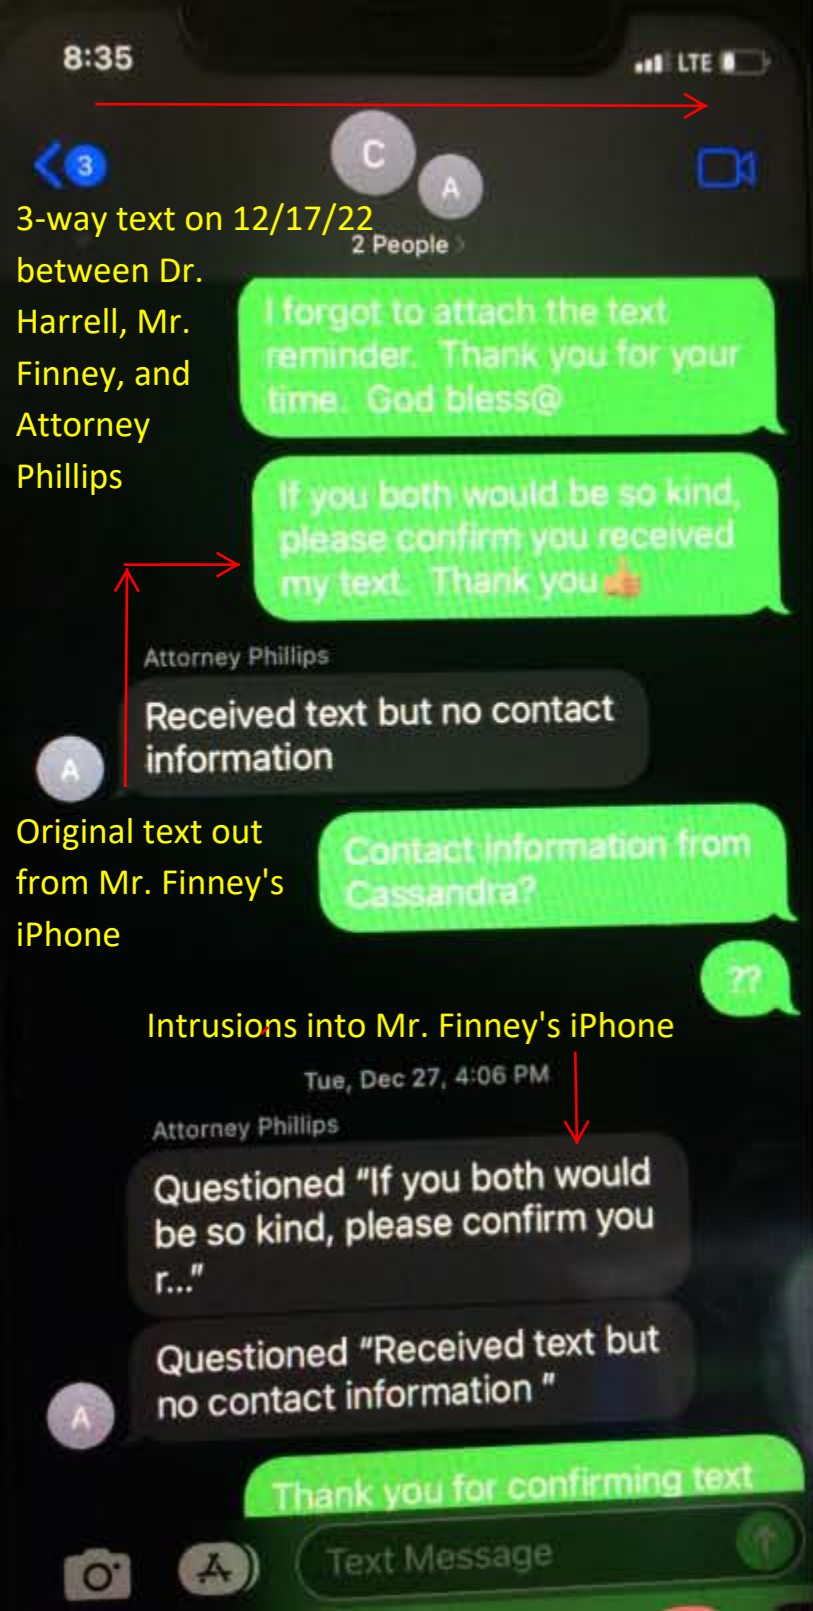 8:35
LTE
3
C
A
3-way text on 12/17/22
2 People >
between Dr.
Harrell, Mr.
Finney, and
Attorney
Phillips
I forgot to attach the text
reminder. Thank you for your
time. God bless@
If you both would be so kind,
please confirm you received
my text. Thank you👍
Attorney Phillips
Received text but no contact
information
A
Original text out
from Mr. Finney's
iPhone
Contact information from
Cassandra?
??
Intrusions into Mr. Finney's iPhone
Tue, Dec 27, 4:06 PM
Attorney Phillips
Questioned “If you both would
be so kind, please confirm you
r...”
Questioned “Received text but
no contact information ”
A
Thank you for confirming text
Text Message